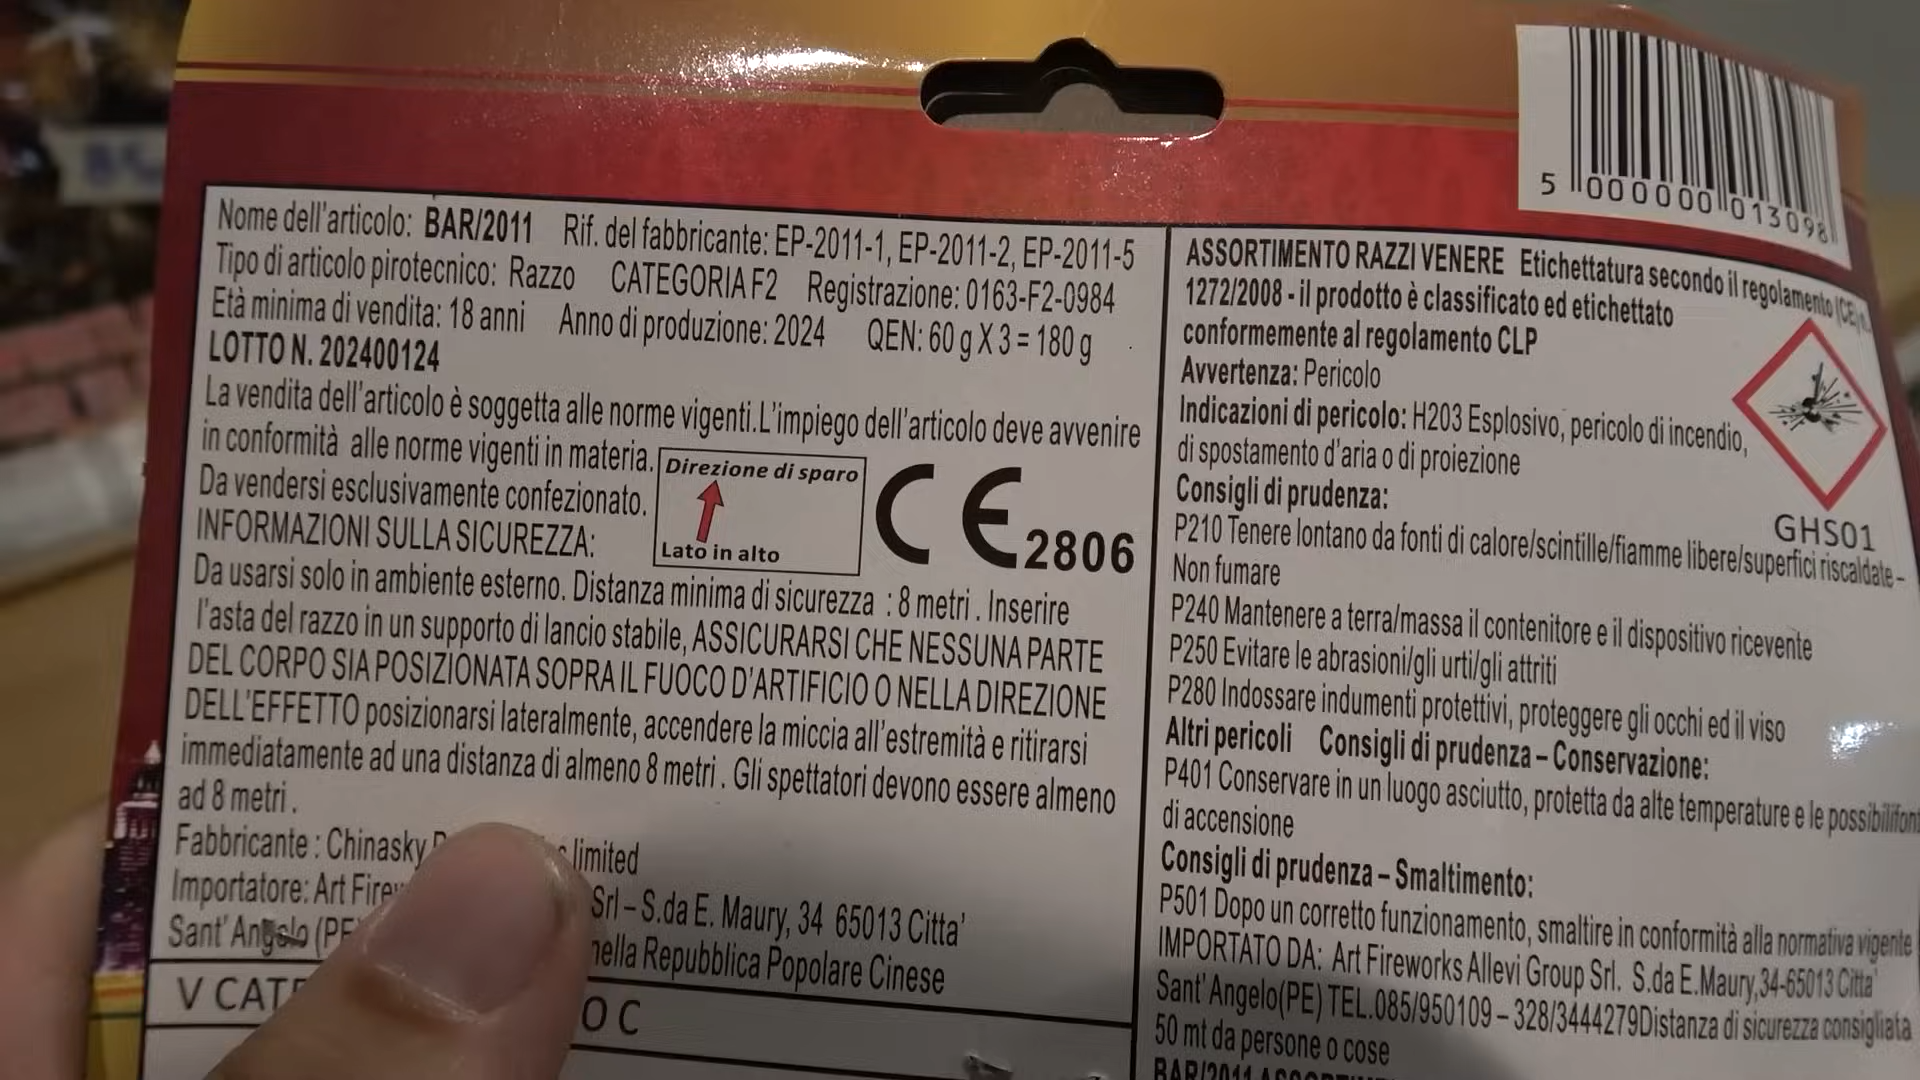 5 000000 013098
Nome dell'articolo: BAR/2011 Rif. del fabbricante: EP-2011-1, EP-2011-2, EP-2011-5
Tipo di articolo pirotecnico: Razzo CATEGORIA F2 Registrazione: 0163-F2-0984
Età minima di vendita: 18 anni Anno di produzione: 2024 QEN: 60 g X 3 = 180 g
LOTTO N. 202400124
La vendita dell'articolo è soggetta alle norme vigenti.L'impiego dell'articolo deve avvenire
in conformità alle norme vigenti in materia.
Da vendersi esclusivamente confezionato.
INFORMAZIONI SULLA SICUREZZA:
Direzione di sparo
Lato in alto
CE 2806
Da usarsi solo in ambiente esterno. Distanza minima di sicurezza : 8 metri . Inserire
l'asta del razzo in un supporto di lancio stabile, ASSICURARSI CHE NESSUNA PARTE
DEL CORPO SIA POSIZIONATA SOPRA IL FUOCO D'ARTIFICIO O NELLA DIREZIONE
DELL'EFFETTO posizionarsi lateralmente, accendere la miccia all'estremità e ritirarsi
immediatamente ad una distanza di almeno 8 metri . Gli spettatori devono essere almeno
ad 8 metri .
Fabbricante : Chinasky limited
Importatore: Art Srl – S.da E. Maury, 34 65013 Citta'
Sant' Angelo nella Repubblica Popolare Cinese
V O C
ASSORTIMENTO RAZZI VENERE Etichettatura secondo il regolamento (CE)
1272/2008 - il prodotto è classificato ed etichettato
conformemente al regolamento CLP
Avvertenza: Pericolo
Indicazioni di pericolo: H203 Esplosivo, pericolo di incendio,
di spostamento d'aria o di proiezione
Consigli di prudenza:
GHS01
P210 Tenere lontano da fonti di calore/scintille/fiamme libere/superfici riscaldate –
Non fumare
P240 Mantenere a terra/massa il contenitore e il dispositivo ricevente
P250 Evitare le abrasioni/gli urti/gli attriti
P280 Indossare indumenti protettivi, proteggere gli occhi ed il viso
Altri pericoli Consigli di prudenza – Conservazione:
P401 Conservare in un luogo asciutto, protetta da alte temperature e le
di accensione
Consigli di prudenza – Smaltimento:
P501 Dopo un corretto funzionamento, smaltire in conformità alla normativa vigente
IMPORTATO DA: Art Fireworks Allevi Group Srl. S.da E.Maury,34-65013 Citta'
Sant' Angelo(PE) TEL.085/950109 – 328/3444279Distanza di sicurezza consigliata
50 mt da persone o cose
BAR/2011